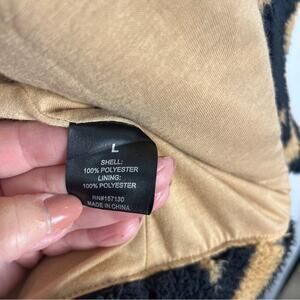 L
SHELL:
100% POLYESTER
LINING:
100% POLYESTER
RN#157130
MADE IN CHINA